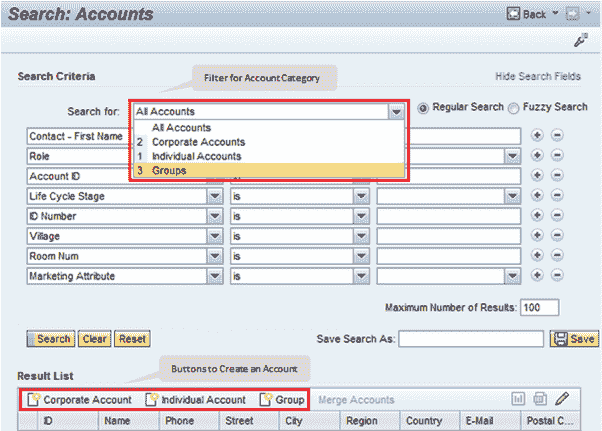 Search: Accounts Back
Search Criteria Filter for Account Category Hide Search Fields
Search for: All Accounts Regular Search Fuzzy Search
All Accounts
2 Corporate Accounts
1 Individual Accounts
3 Groups
Contact - First Name
Role
Account ID
Life Cycle Stage is
ID Number is
Village is
Room Num is
Marketing Attribute is
Maximum Number of Results: 100
Search Clear Reset Save Search As: Save
Buttons to Create an Account
Result List
Corporate Account Individual Account Group Merge Accounts
ID Name Phone Street City Region Country E-Mail Postal C...